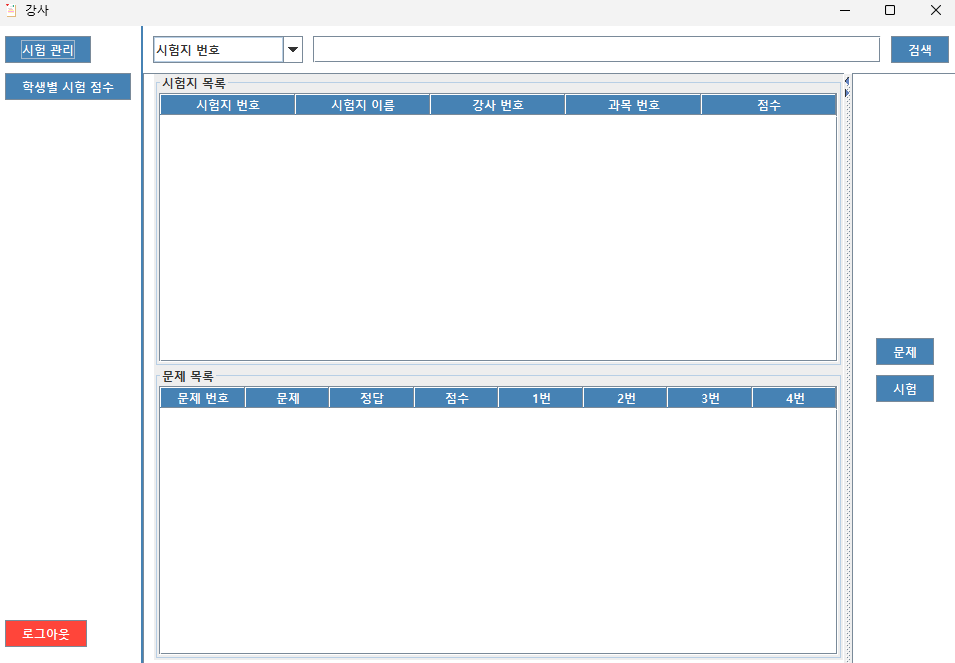 강사
시험 관리
학생별 시험 점수
로그아웃
시험지 번호
검색
시험지 목록
시험지 번호 시험지 이름 강사 번호 과목 번호 점수
문제 목록
문제 번호 문제 정답 점수 1번 2번 3번 4번
문제
시험